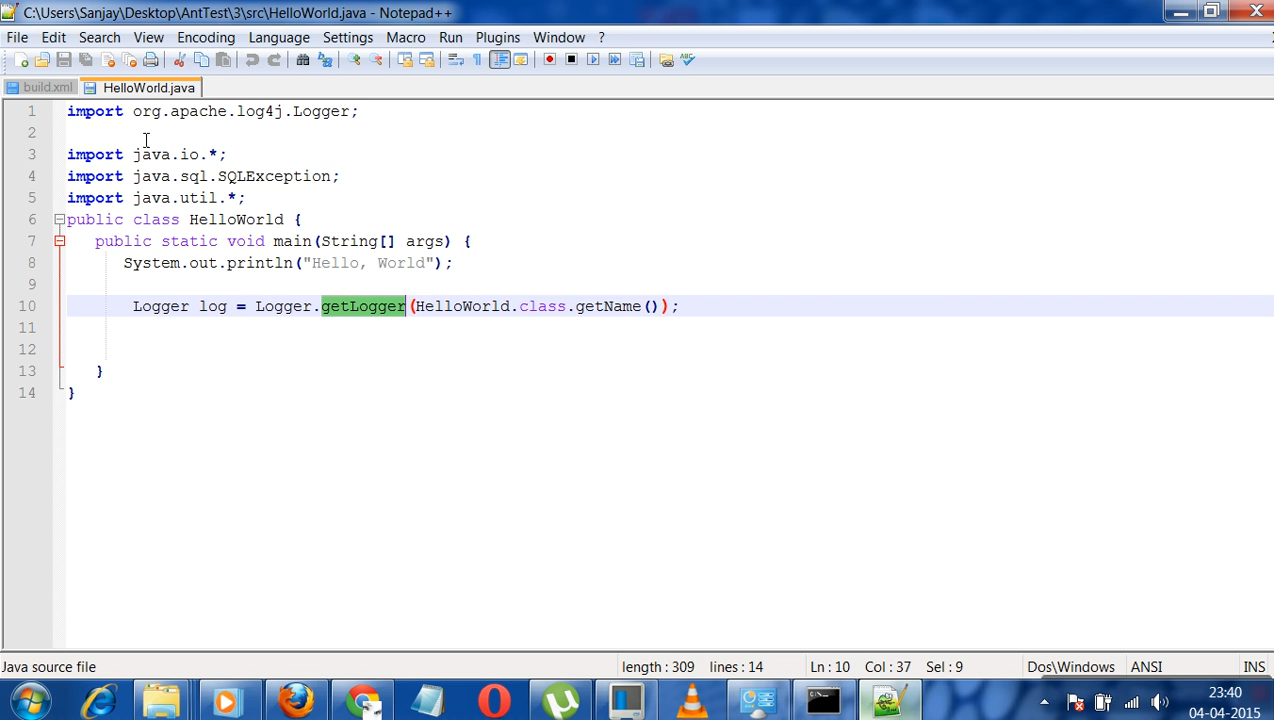 C:\Users\Sanjay\Desktop\AntTest\3\src\HelloWorld.java - Notepad++
File Edit Search View Encoding Language Settings Macro Run Plugins Window ?
build.xml HelloWorld.java
1 import org.apache.log4j.Logger;
2
3 import java.io.*;
4 import java.sql.SQLException;
5 import java.util.*;
6 public class HelloWorld {
7 public static void main(String[] args) {
8 System.out.println("Hello, World");
9
10 Logger log = Logger.getLogger(HelloWorld.class.getName());
11
12
13 }
14 }
Java source file length : 309 lines : 14 Ln : 10 Col : 37 Sel : 9 Dos\Windows ANSI INS
23:40
04-04-2015